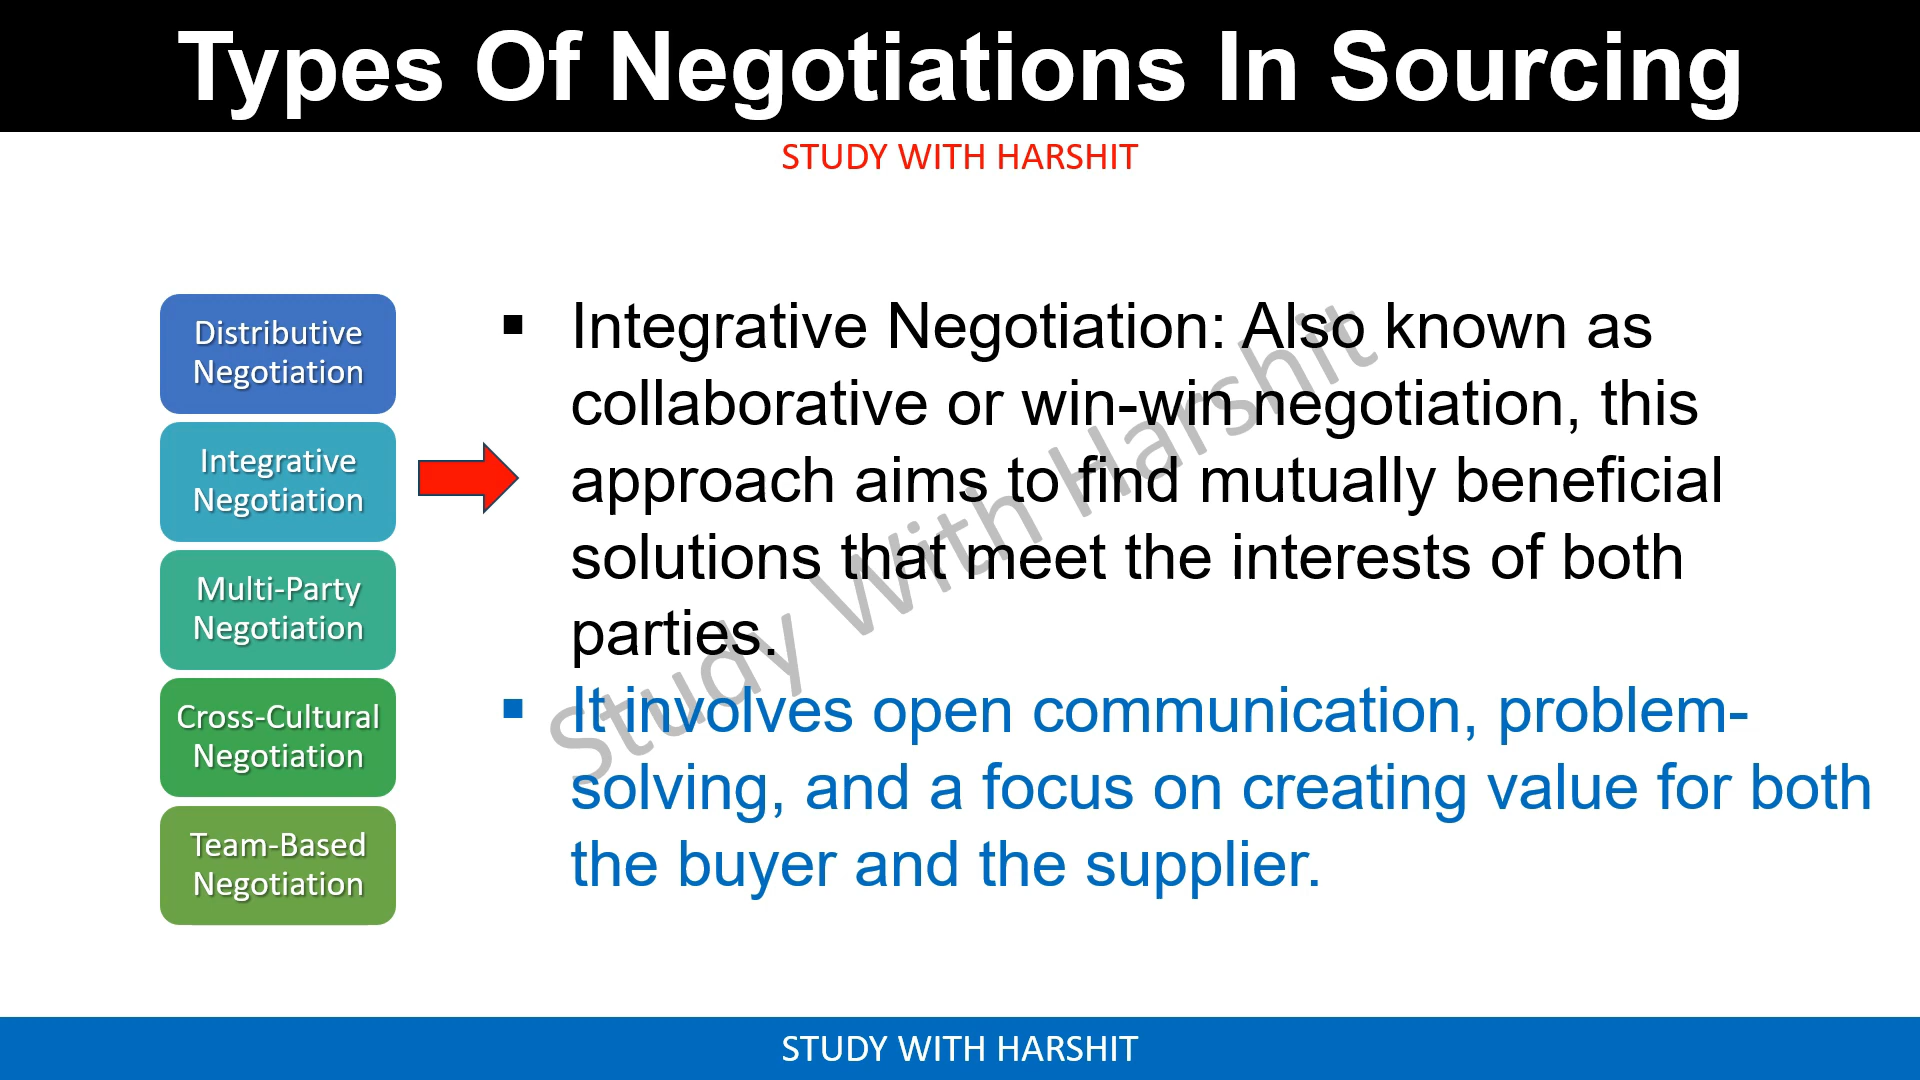 Types Of Negotiations In Sourcing
STUDY WITH HARSHIT
Distributive
Negotiation
Integrative
Negotiation
Multi-Party
Negotiation
Cross-Cultural
Negotiation
Team-Based
Negotiation
▪ Integrative Negotiation: Also known as
collaborative or win-win negotiation, this
approach aims to find mutually beneficial
solutions that meet the interests of both
parties.
▪ It involves open communication, problem-
solving, and a focus on creating value for both
the buyer and the supplier.
Study With Harshit
STUDY WITH HARSHIT